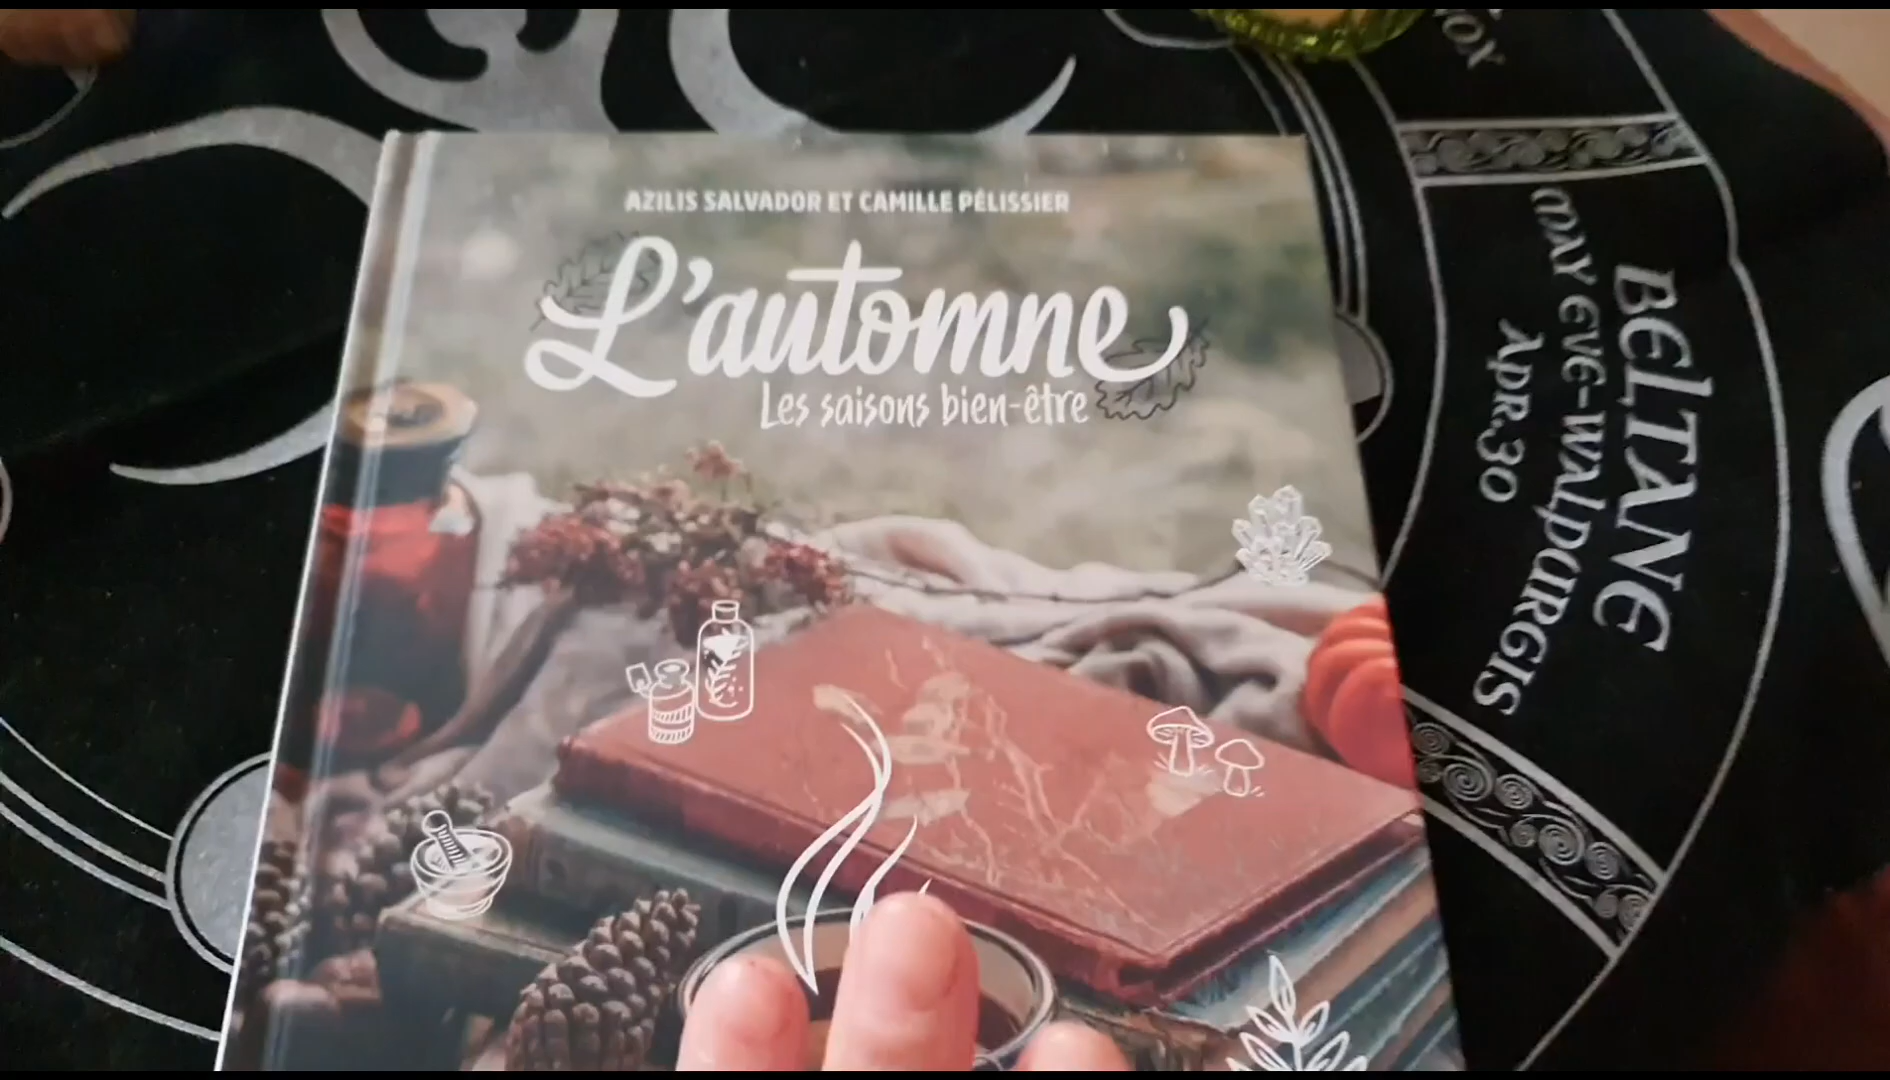 AZILIS SALVADOR ET CAMILLE PÉLISSIER
L'automne
Les saisons bien-être
BELTANE
MAY EVE-WALPURGIS
APR.30